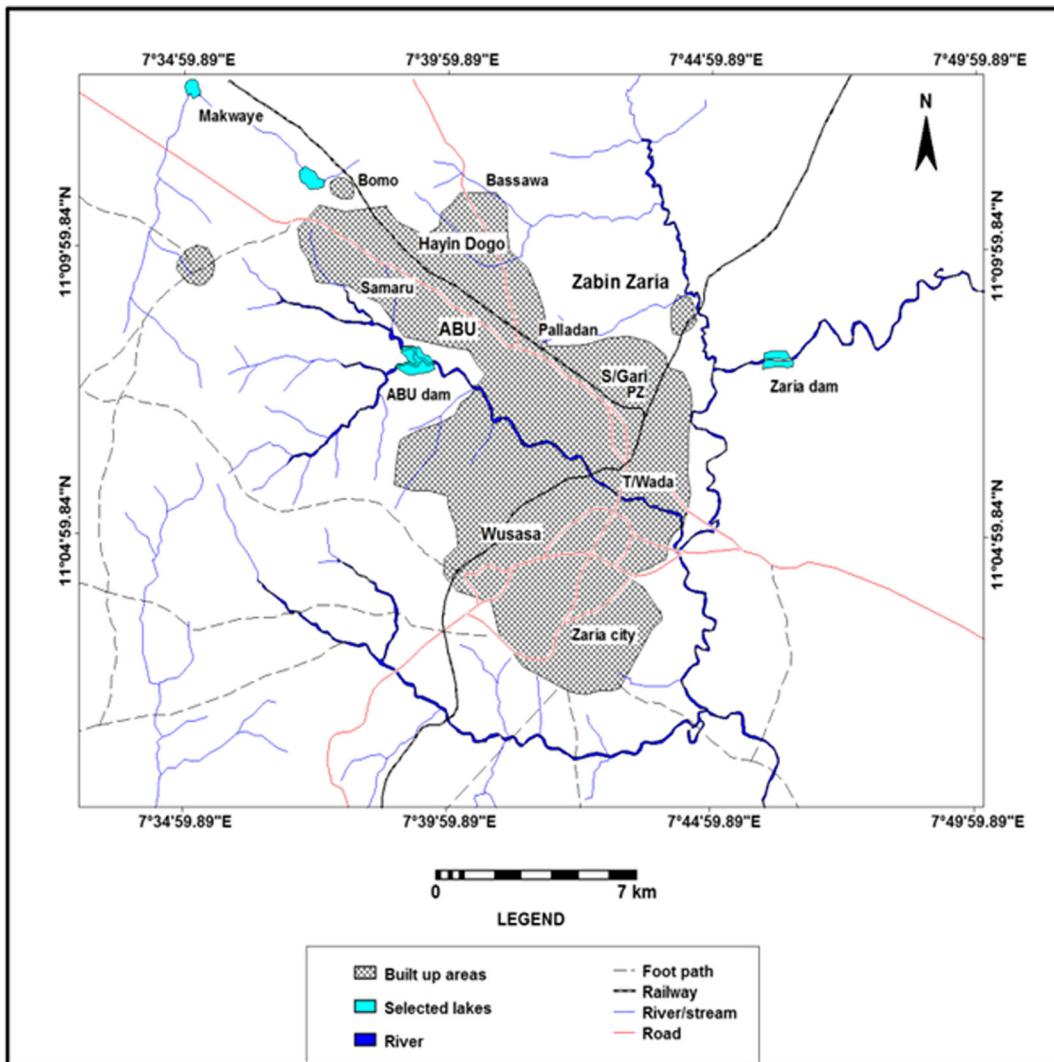 7°34'59.89"E 7°39'59.89"E 7°44'59.89"E 7°49'59.89"E
N
Makwaye
Bomo
Bassawa
11°09'59.84"N
11°09'59.84"N
Hayin Dogo
Zabin Zaria
Samaru
ABU
Palladan
S/Gari
PZ
ABU dam
Zaria dam
T/Wada
11°04'59.84"N
11°04'59.84"N
Wusasa
Zaria city
7°34'59.89"E 7°39'59.89"E 7°44'59.89"E 7°49'59.89"E
0 7 km
LEGEND
Built up areas
Selected lakes
River
Foot path
Railway
River/stream
Road